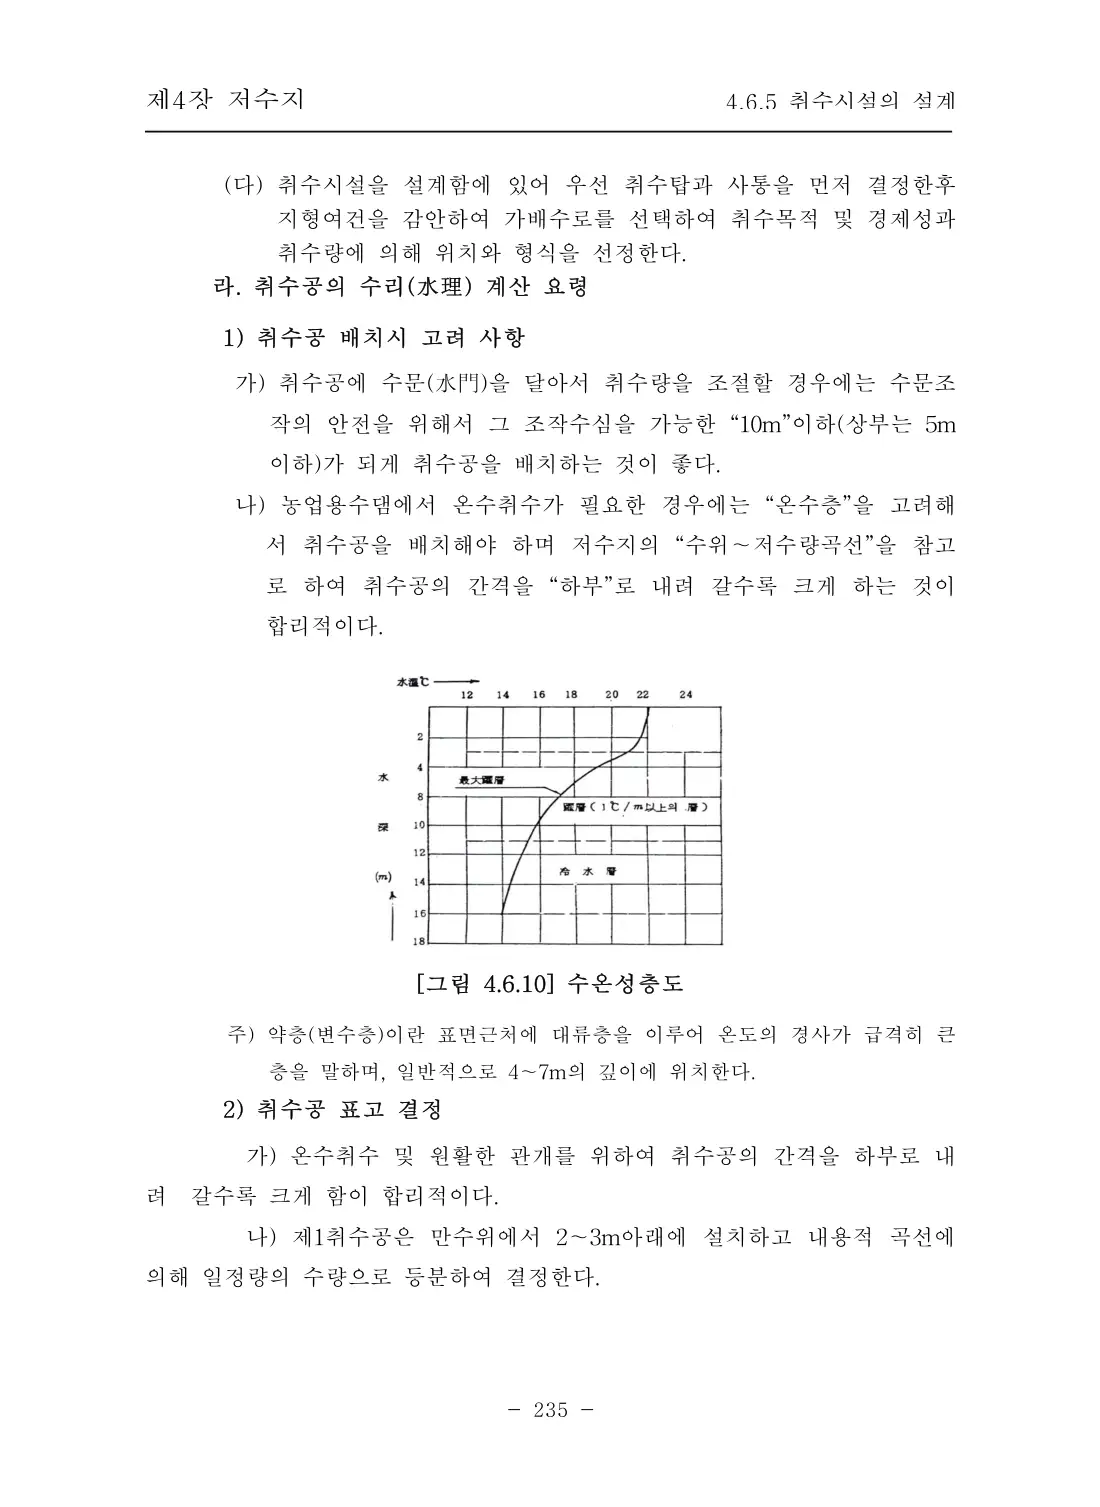 제4장 저수지
4.6.5 취수시설의 설계
(다) 취수시설을 설계함에 있어 우선 취수탑과 사통을 먼저 결정한후
지형여건을 감안하여 가배수로를 선택하여 취수목적 및 경제성과
취수량에 의해 위치와 형식을 선정한다.
라. 취수공의 수리(水理) 계산 요령
1) 취수공 배치시 고려 사항
가) 취수공에 수문(水門)을 달아서 취수량을 조절할 경우에는 수문조
작의 안전을 위해서 그 조작수심을 가능한 “10m”이하(상부는 5m
이하)가 되게 취수공을 배치하는 것이 좋다.
나) 농업용수댐에서 온수취수가 필요한 경우에는 “온수층”을 고려해
서 취수공을 배치해야 하며 저수지의 “수위～저수량곡선”을 참고
로 하여 취수공의 간격을 “하부”로 내려 갈수록 크게 하는 것이
합리적이다.
水溫℃
12 14 16 18 20 22 24
2
4
水
最大躍層
8
躍層(1℃/m以上의 層)
深
10
12
冷水層
(m)
14
16
18
[그림 4.6.10] 수온성층도
주) 약층(변수층)이란 표면근처에 대류층을 이루어 온도의 경사가 급격히 큰
층을 말하며, 일반적으로 4～7m의 깊이에 위치한다.
2) 취수공 표고 결정
가) 온수취수 및 원활한 관개를 위하여 취수공의 간격을 하부로 내
려 갈수록 크게 함이 합리적이다.
나) 제1취수공은 만수위에서 2～3m아래에 설치하고 내용적 곡선에
의해 일정량의 수량으로 등분하여 결정한다.
- 235 -